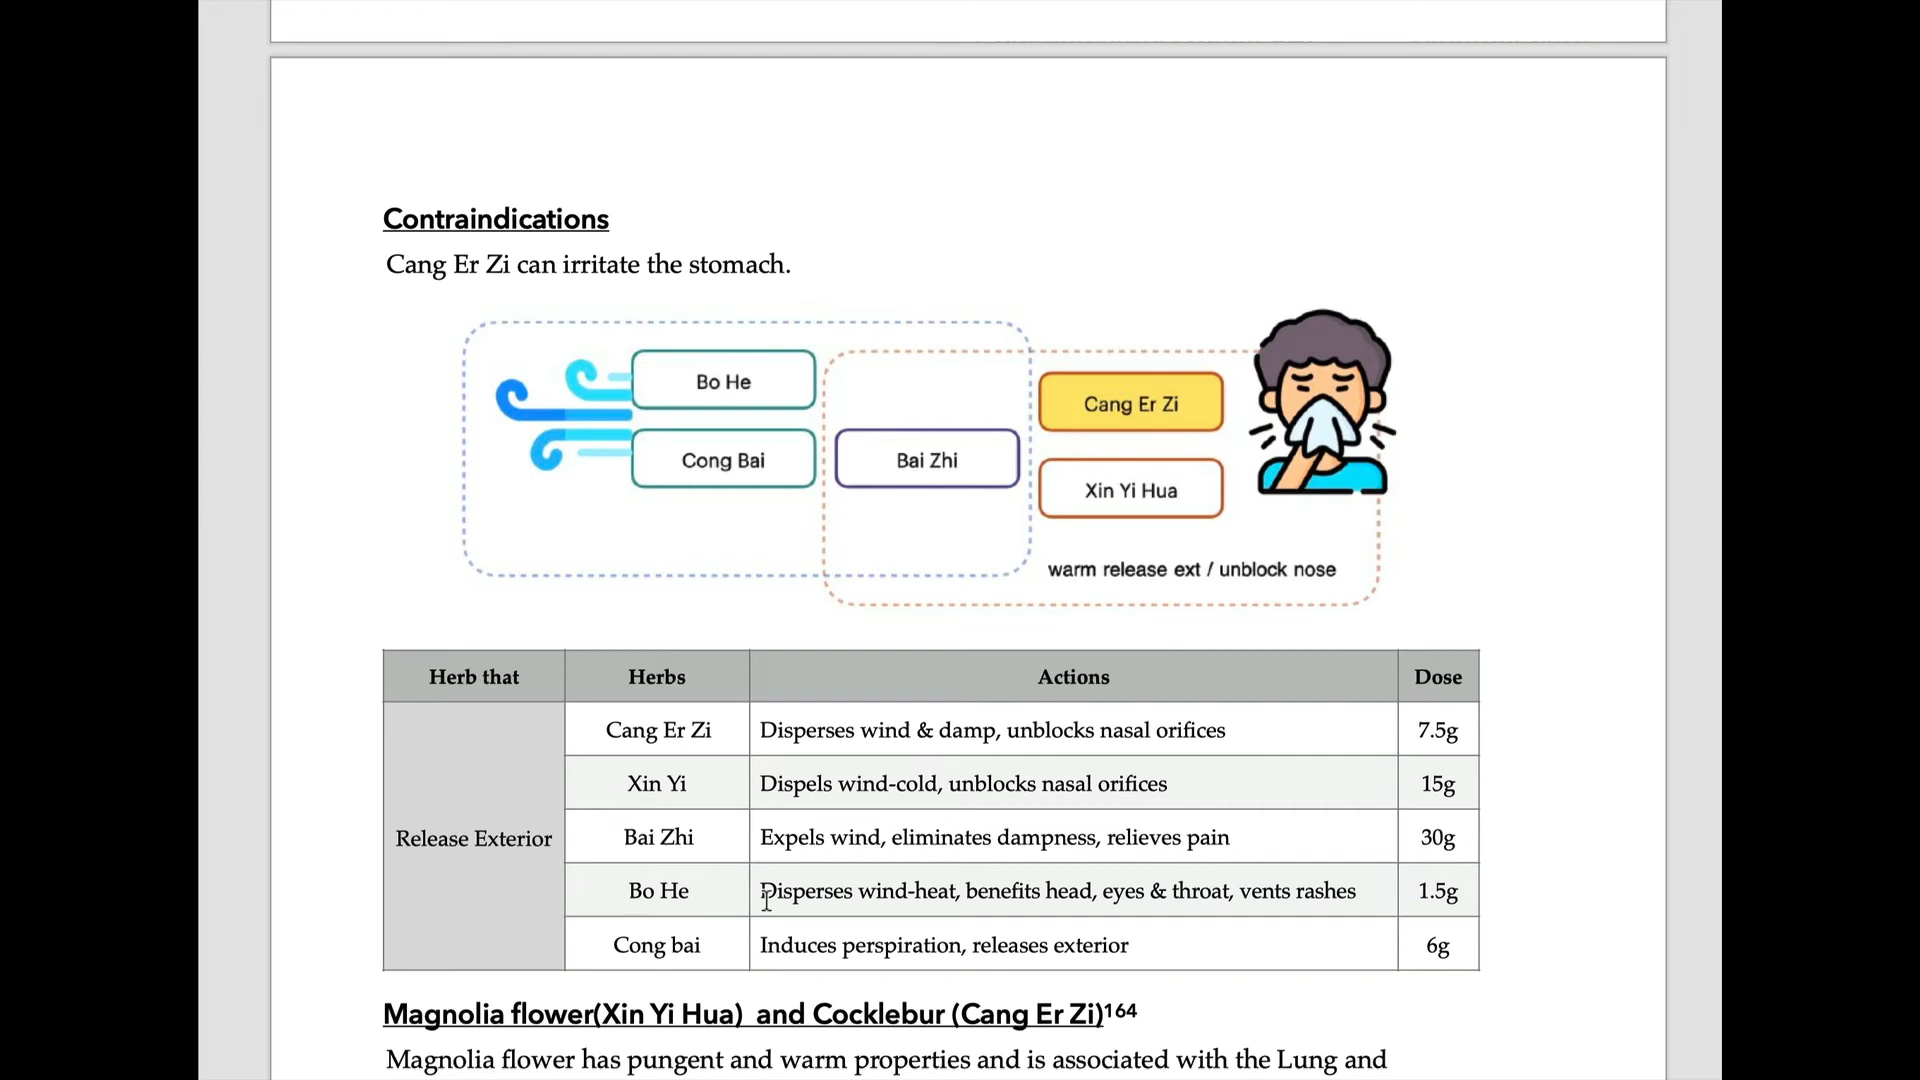 Contraindications
Cang Er Zi can irritate the stomach.
Bo He
Cong Bai
Bai Zhi
Cang Er Zi
Xin Yi Hua
warm release ext / unblock nose
Herb that Herbs Actions Dose
Release Exterior
Cang Er Zi Disperses wind & damp, unblocks nasal orifices 7.5g
Xin Yi Dispels wind-cold, unblocks nasal orifices 15g
Bai Zhi Expels wind, eliminates dampness, relieves pain 30g
Bo He Disperses wind-heat, benefits head, eyes & throat, vents rashes 1.5g
Cong bai Induces perspiration, releases exterior 6g
Magnolia flower(Xin Yi Hua) and Cocklebur (Cang Er Zi)164
Magnolia flower has pungent and warm properties and is associated with the Lung and